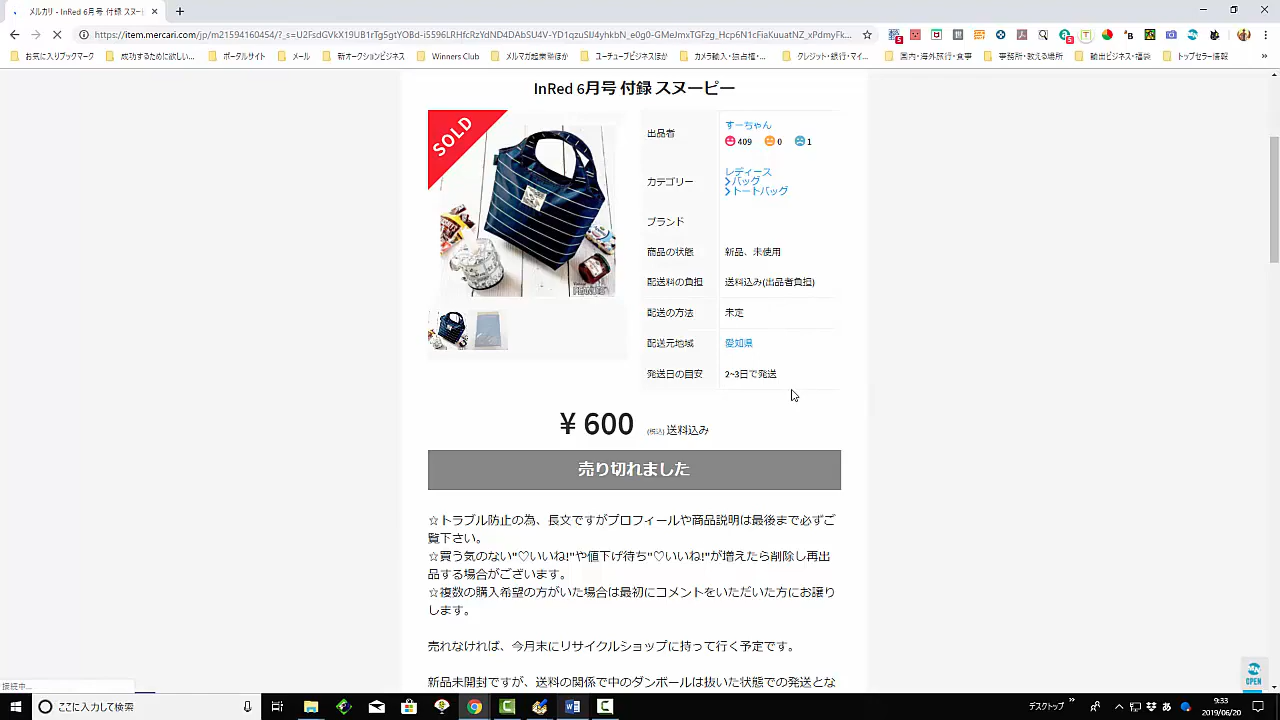 メルカリ - InRed 6月号 付録 スヌーピ
https://item.mercari.com/jp/m21594160454/?_s=U2FsdGVkX19UB1rTg5gtYOBd-i5596LRHfcRzYdND4DAbSU4V-YD1qzuSIJ4yhkbN_e0g0-GMeJmxTGFzg_Hcp6N1cFiaKuuatNZ_xPdmyFk...
お気に入りブックマーク 成功するために欲しい... ポータルサイト メール 新オークションビジネス Winners Club メルマガ起業塾ほか ユーチューブビジネスほか カメラ輸入・独占権・... クレジット・銀行・マイ... 国内・海外旅行・食事 事務所・教える場所 輸出ビジネス・福袋 トップセラー情報
InRed 6月号 付録 スヌーピー
SOLD
出品者 すーちゃん
409 0 1
カテゴリー レディース
バッグ
トートバッグ
ブランド
商品の状態 新品、未使用
配送料の負担 送料込み(出品者負担)
配送の方法 未定
配送元地域 愛知県
発送日の目安 2~3日で発送
¥ 600 (税込) 送料込み
売り切れました
☆トラブル防止の為、長文ですがプロフィールや商品説明は最後まで必ずご
覧下さい。
☆買う気のない"♡いいね!"や値下げ待ち"♡いいね!"が増えたら削除し再出
品する場合がございます。
☆複数の購入希望の方がいた場合は最初にコメントをいただいた方にお譲り
します。
売れなければ、今月末にリサイクルショップに持って行く予定です。
新品未開封ですが、送料の関係で中のダンボールは抜いた状態での発送とな
OPEN
接続中...
ここに入力して検索
デスクトップ
9:33
2019/06/20